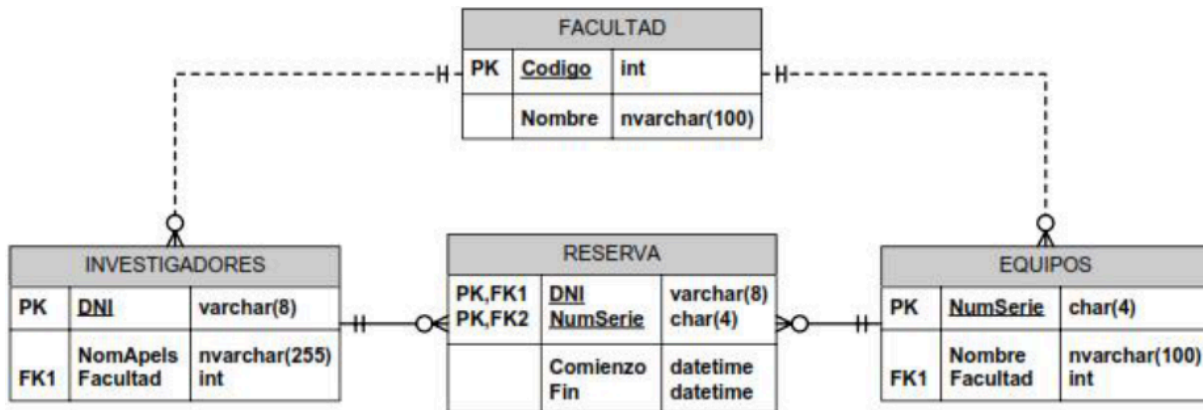 FACULTAD
PK Codigo int
Nombre nvarchar(100)
INVESTIGADORES
PK DNI varchar(8)
NomApels nvarchar(255)
FK1 Facultad int
RESERVA
PK,FK1 DNI varchar(8)
PK,FK2 NumSerie char(4)
Comienzo datetime
Fin datetime
EQUIPOS
PK NumSerie char(4)
Nombre nvarchar(100)
FK1 Facultad int